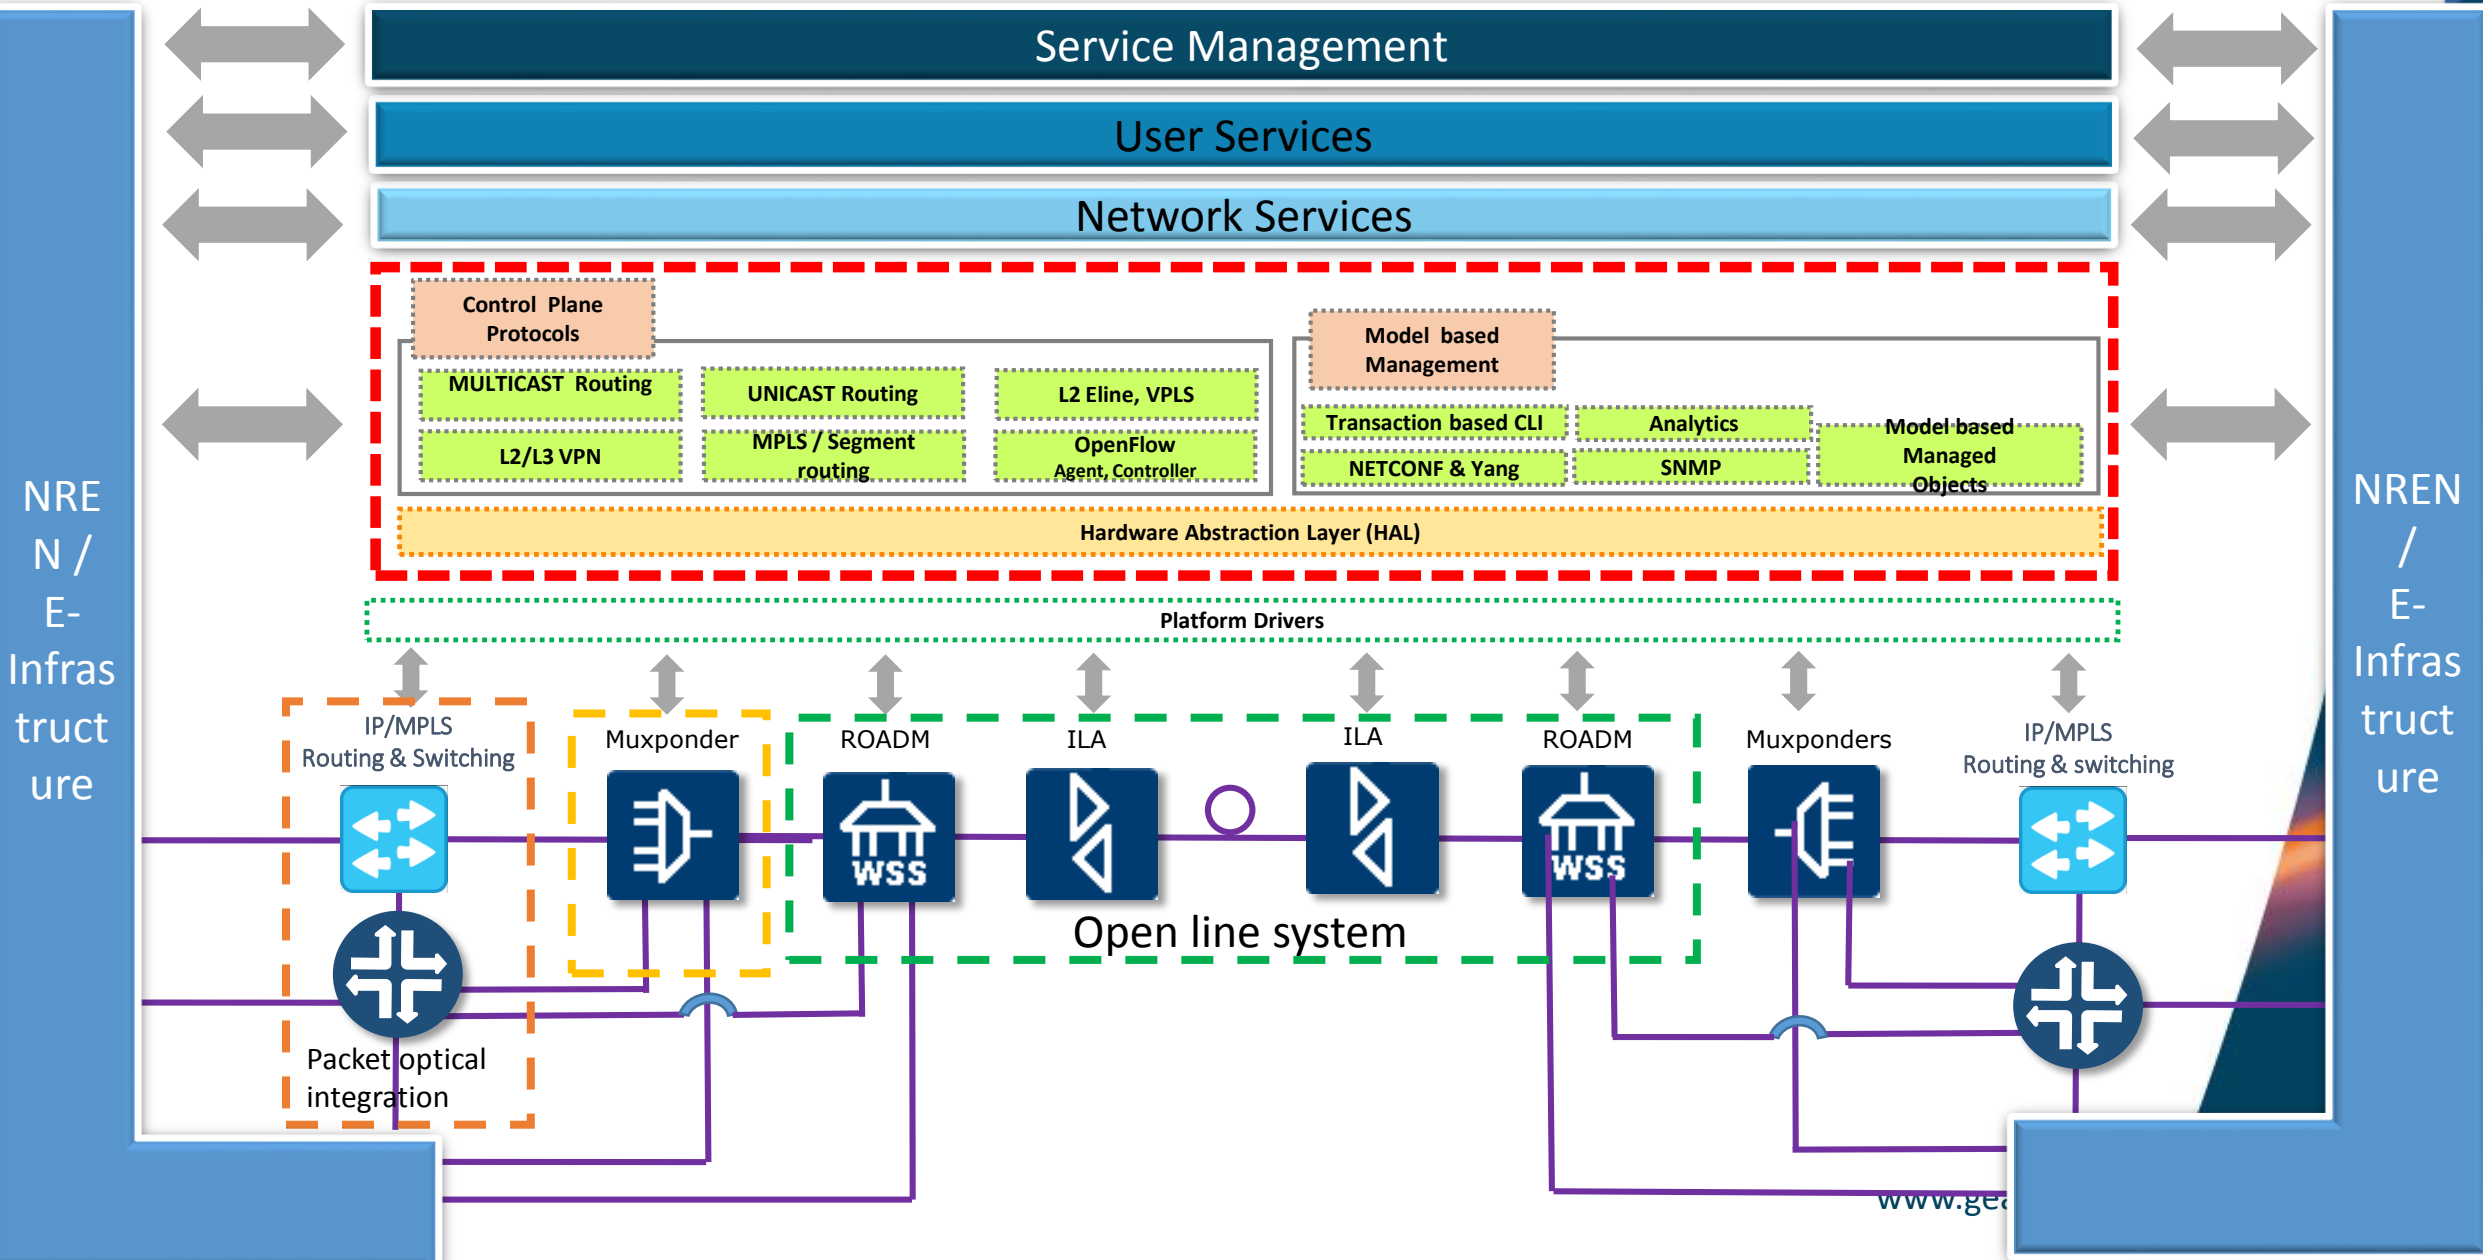 Service Management
User Services
Network Services
Control Plane
Protocols
MULTICAST Routing
UNICAST Routing
L2 Eline, VPLS
L2/L3 VPN
MPLS / Segment
routing
OpenFlow
Agent, Controller
Model based
Management
Transaction based CLI
Analytics
Model based
Managed
Objects
NETCONF & Yang
SNMP
Hardware Abstraction Layer (HAL)
Platform Drivers
NRE
N /
E-
Infras
truct
ure
NREN
/
E-
Infras
truct
ure
IP/MPLS
Routing & Switching
Muxponder
ROADM
ILA
ILA
ROADM
Muxponders
IP/MPLS
Routing & switching
WSS
WSS
Open line system
Packet optical
integration